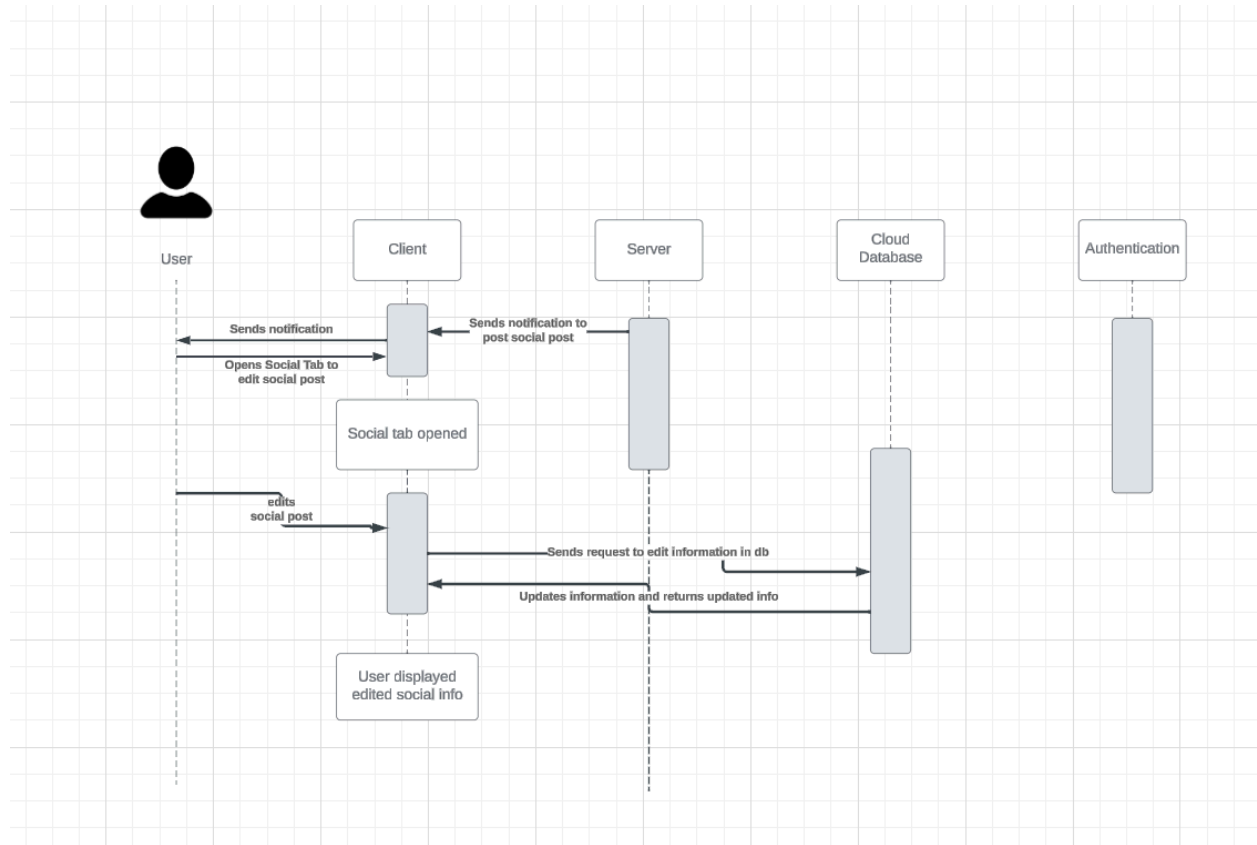 User
Client
Server
Cloud
Database
Authentication
Sends notification
Sends notification to
post social post
Opens Social Tab to
edit social post
Social tab opened
edits
social post
Sends request to edit information in db
Updates information and returns updated info
User displayed
edited social info